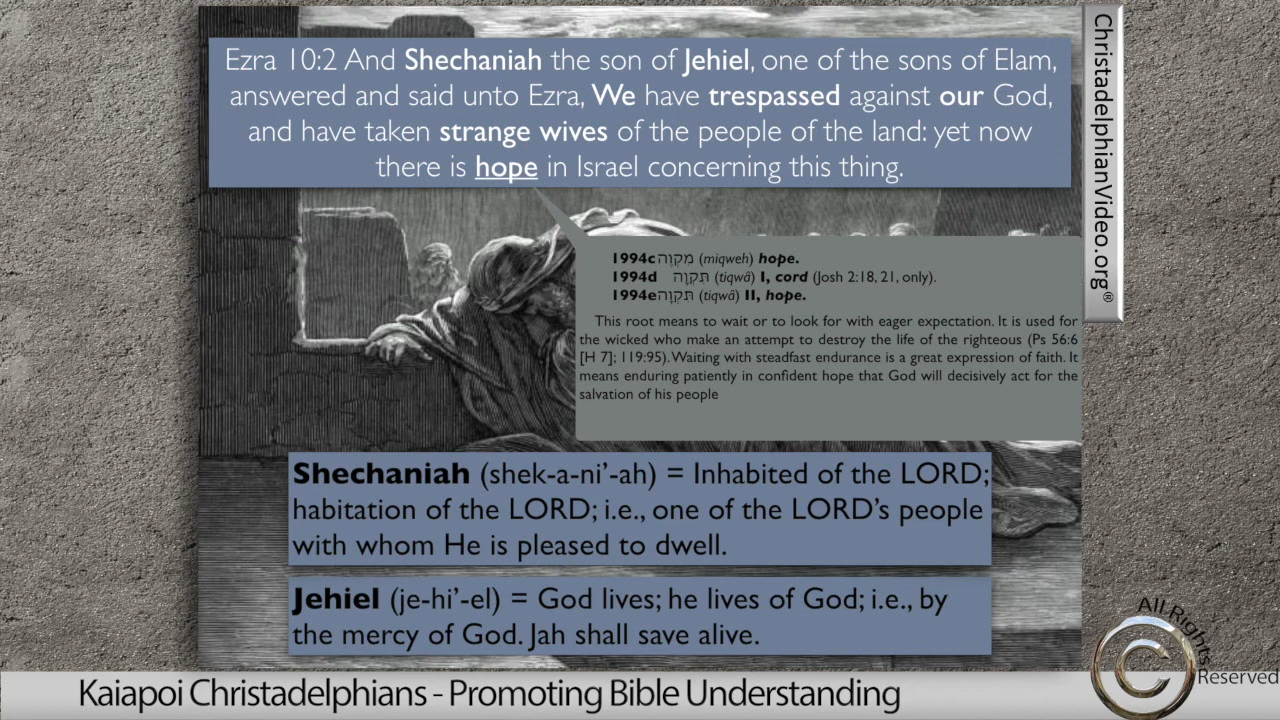 Ezra 10:2 And Shechaniah the son of Jehiel, one of the sons of Elam,
answered and said unto Ezra, We have trespassed against our God,
and have taken strange wives of the people of the land: yet now
there is hope in Israel concerning this thing.
1994c מִקְוֶה (miqweh) hope.
1994d תִּקְוָה (tiqwâ) I, cord (Josh 2:18, 21, only).
1994e תִּקְוָה (tiqwâ) II, hope.
This root means to wait or to look for with eager expectation. It is used for
the wicked who make an attempt to destroy the life of the righteous (Ps 56:6
[H 7]; 119:95). Waiting with steadfast endurance is a great expression of faith. It
means enduring patiently in confident hope that God will decisively act for the
salvation of his people
Shechaniah (shek-a-ni’-ah) = Inhabited of the LORD;
habitation of the LORD; i.e., one of the LORD’s people
with whom He is pleased to dwell.
Jehiel (je-hi’-el) = God lives; he lives of God; i.e., by
the mercy of God. Jah shall save alive.
ChristadelphianVideo.org®
All Rights
Reserved
Kaiapoi Christadelphians - Promoting Bible Understanding